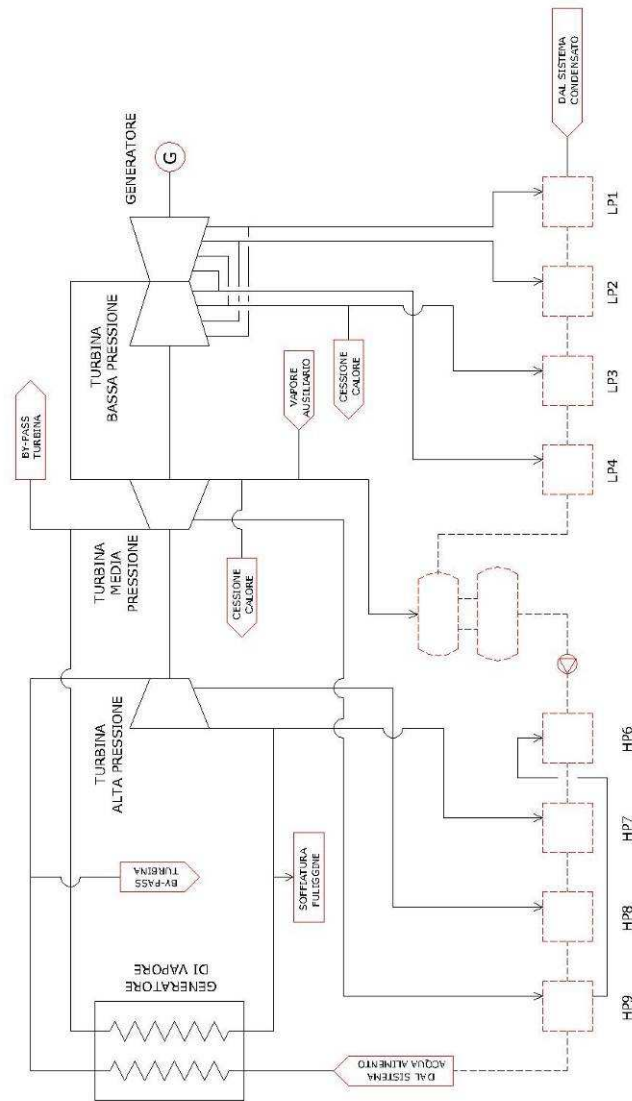 BY-PASS
TURBINA
GENERATORE
G
TURBINA
BASSA PRESSIONE
TURBINA
MEDIA
PRESSIONE
TURBINA
ALTA PRESSIONE
VAPORE
AUSILIARIO
CESSIONE
CALORE
CESSIONE
CALORE
BY-PASS
TURBINA
SOFFIATURA
FULIGGINE
GENERATORE
DI VAPORE
DAL SISTEMA
ACQUA ALIMENTO
DAL SISTEMA
CONDENSATO
HP9
HP8
HP7
HP6
LP4
LP3
LP2
LP1